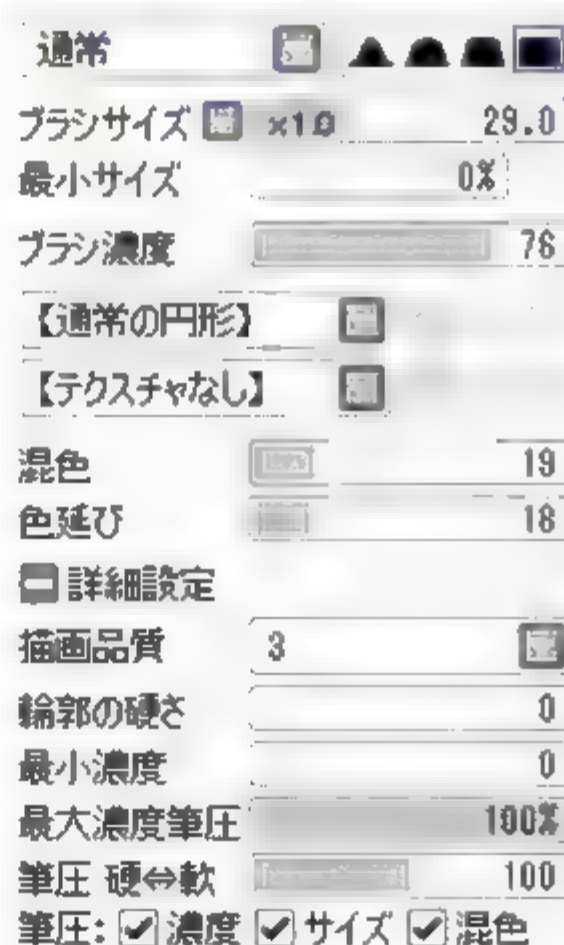 通常
ブラシサイズ ×1.0 29.0
最小サイズ 0%
ブラシ濃度 76
【通常の円形】
【テクスチャなし】
混色 19
色延び 18
詳細設定
描画品質 3
輪郭の硬さ 0
最小濃度 0
最大濃度筆圧 100%
筆圧 硬⇔軟 100
筆圧: 濃度 サイズ 混色